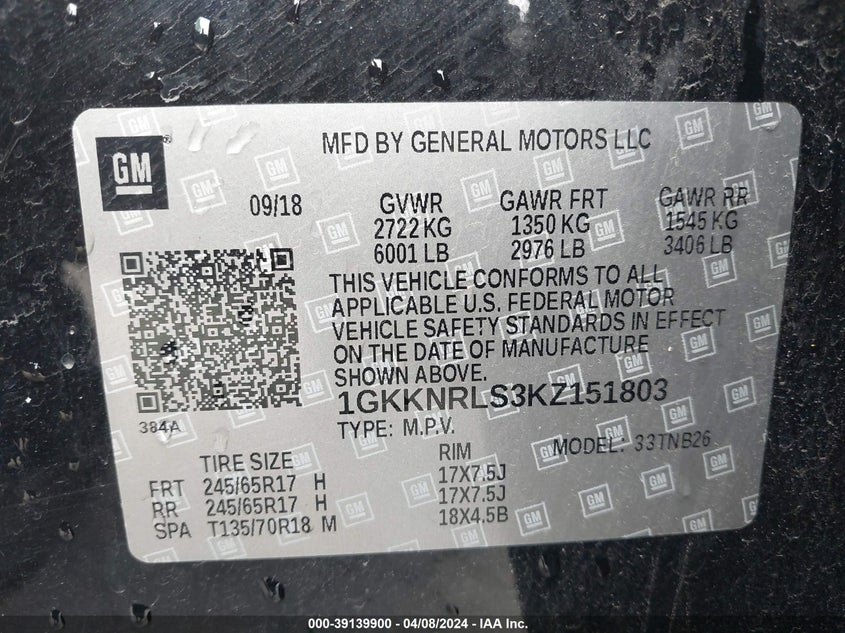 GM
MFD BY GENERAL MOTORS LLC
09/18
GVWR GAWR FRT GAWR RR
2722 KG 1350 KG 1545 KG
6001 LB 2976 LB 3406 LB
THIS VEHICLE CONFORMS TO ALL
APPLICABLE U.S. FEDERAL MOTOR
VEHICLE SAFETY STANDARDS IN EFFECT
ON THE DATE OF MANUFACTURE
SHOWN ABOVE.
1GKKNRLS3KZ151803
384A
TYPE: M.P.V. MODEL: 33TNB26
TIRE SIZE RIM
FRT 245/65R17 H 17X7.5J
RR 245/65R17 H 17X7.5J
SPA T135/70R18 M 18X4.5B
000-39139900 - 04/08/2024 - IAA Inc.